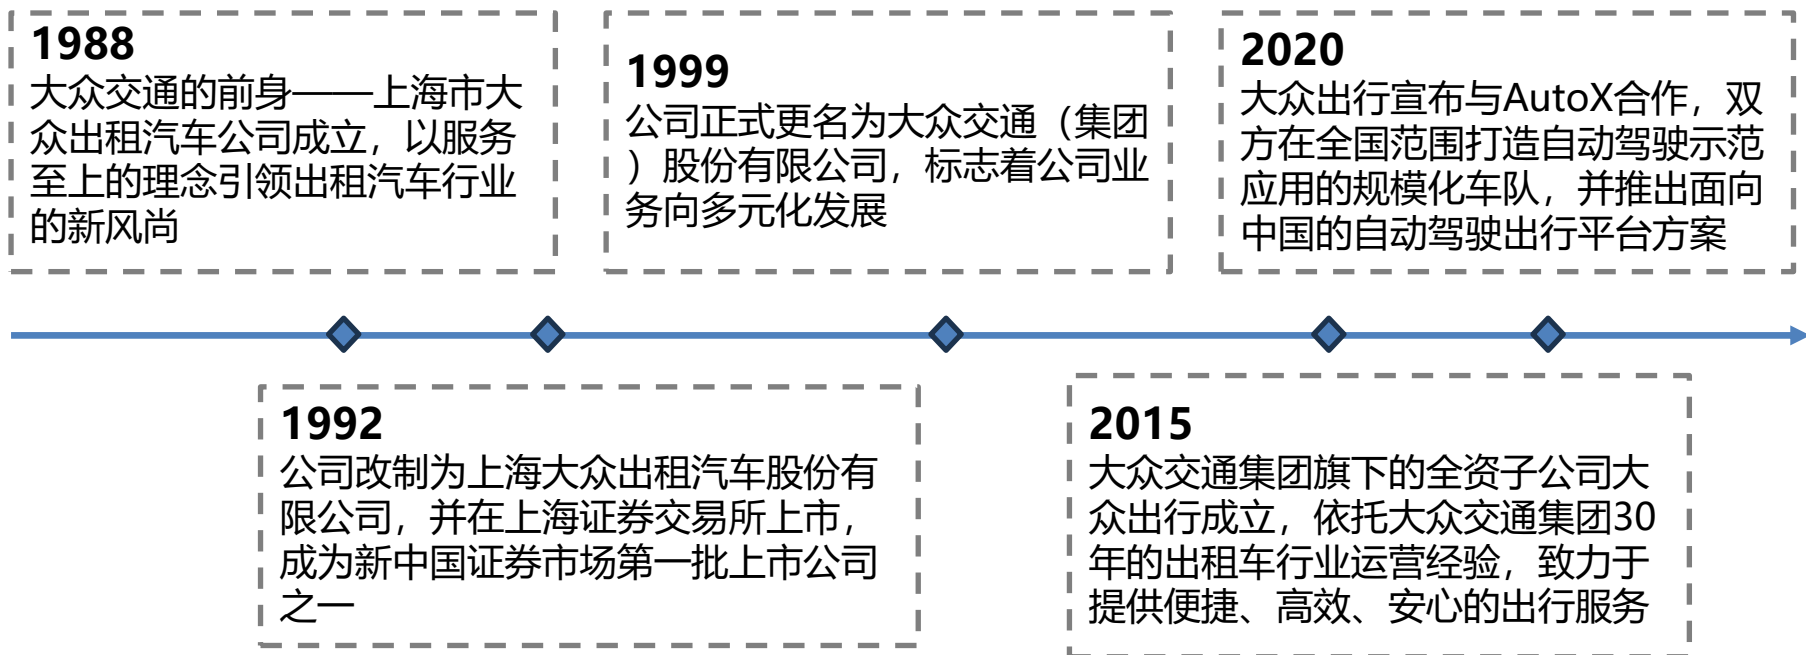 1988
大众交通的前身——上海市大
众出租汽车公司成立，以服务
至上的理念引领出租汽车行业
的新风尚
1999
公司正式更名为大众交通（集团
）股份有限公司，标志着公司业
务向多元化发展
2020
大众出行宣布与AutoX合作，双
方在全国范围打造自动驾驶示范
应用的规模化车队，并推出面向
中国的自动驾驶出行平台方案
1992
公司改制为上海大众出租汽车股份有
限公司，并在上海证券交易所上市，
成为新中国证券市场第一批上市公司
之一
2015
大众交通集团旗下的全资子公司大
众出行成立，依托大众交通集团30
年的出租车行业运营经验，致力于
提供便捷、高效、安心的出行服务